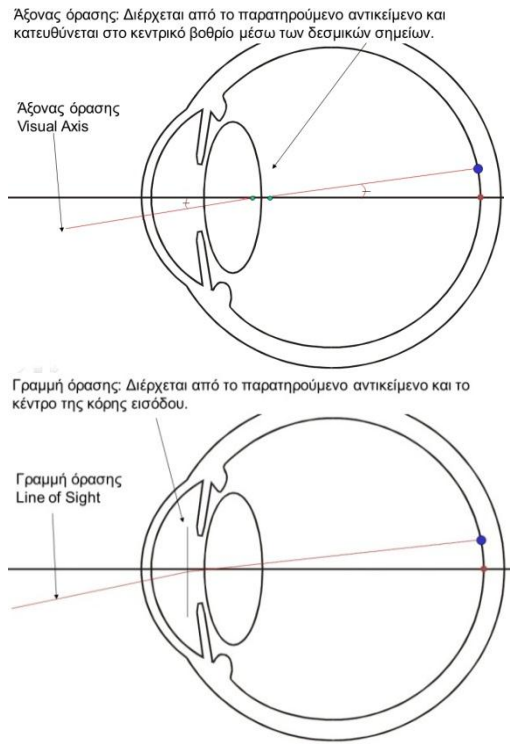 Άξονας όρασης: Διέρχεται από το παρατηρούμενο αντικείμενο και
κατευθύνεται στο κεντρικό βοθρίο μέσω των δεσμικών σημείων.
Άξονας όρασης
Visual Axis
Γραμμή όρασης: Διέρχεται από το παρατηρούμενο αντικείμενο και το
κέντρο της κόρης εισόδου.
Γραμμή όρασης
Line of Sight